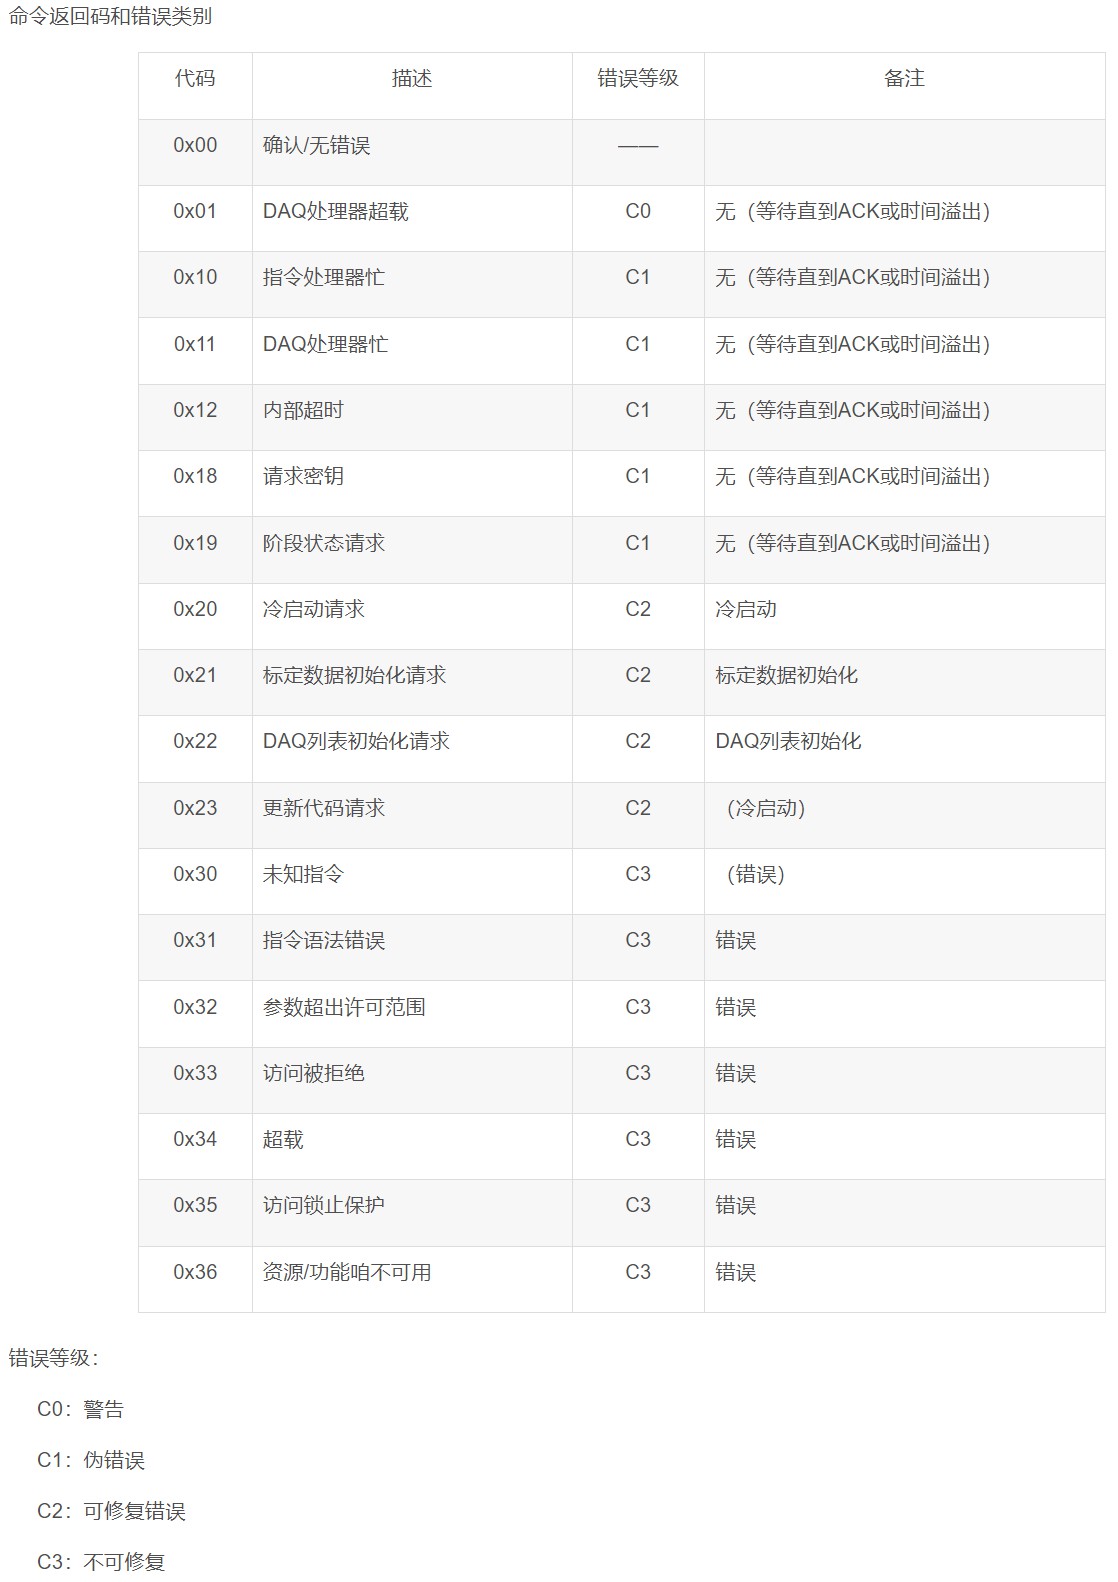 命令返回码和错误类别
代码 描述 错误等级 备注
0x00 确认/无错误 ——
0x01 DAQ处理器超载 C0 无（等待直到ACK或时间溢出）
0x10 指令处理器忙 C1 无（等待直到ACK或时间溢出）
0x11 DAQ处理器忙 C1 无（等待直到ACK或时间溢出）
0x12 内部超时 C1 无（等待直到ACK或时间溢出）
0x18 请求密钥 C1 无（等待直到ACK或时间溢出）
0x19 阶段状态请求 C1 无（等待直到ACK或时间溢出）
0x20 冷启动请求 C2 冷启动
0x21 标定数据初始化请求 C2 标定数据初始化
0x22 DAQ列表初始化请求 C2 DAQ列表初始化
0x23 更新代码请求 C2 （冷启动）
0x30 未知指令 C3 （错误）
0x31 指令语法错误 C3 错误
0x32 参数超出许可范围 C3 错误
0x33 访问被拒绝 C3 错误
0x34 超载 C3 错误
0x35 访问锁止保护 C3 错误
0x36 资源/功能咱不可用 C3 错误
错误等级：
C0：警告
C1：伪错误
C2：可修复错误
C3：不可修复